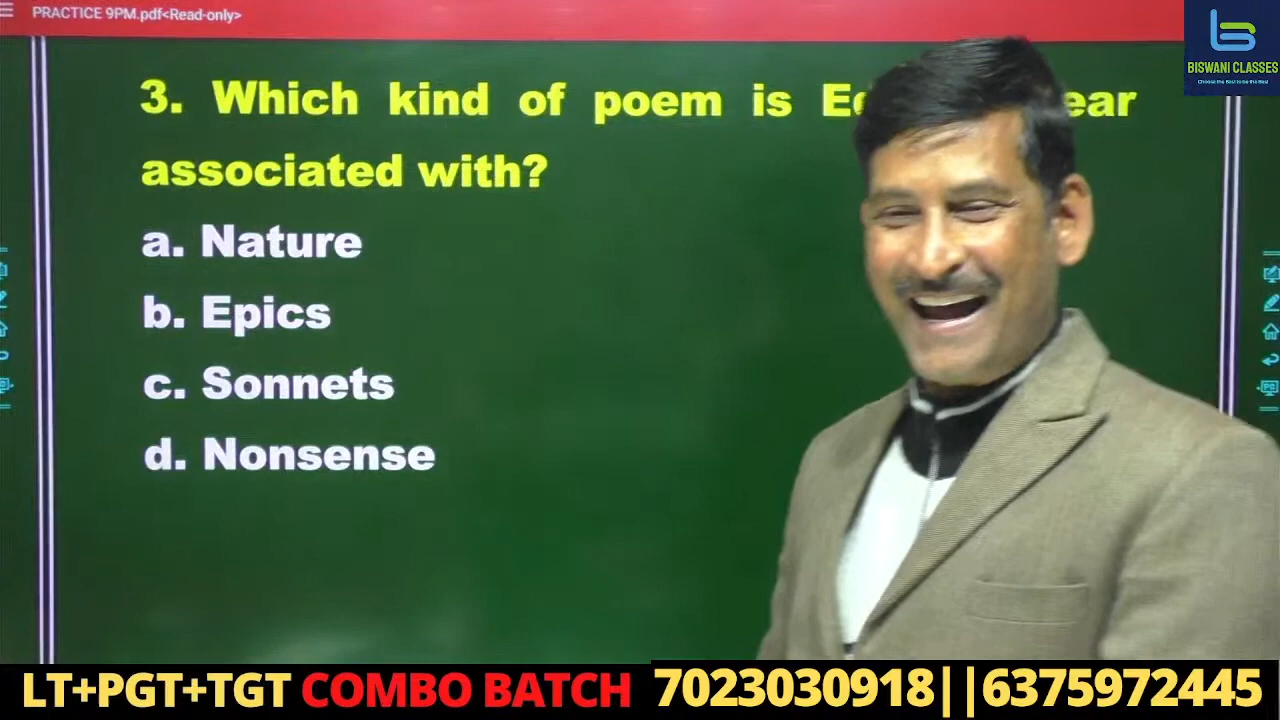 PRACTICE 9PM.pdf<Read-only>
BISWANI CLASSES
3. Which kind of poem is
associated with?
a. Nature
b. Epics
c. Sonnets
d. Nonsense
LT+PGT+TGT COMBO BATCH 7023030918||6375972445